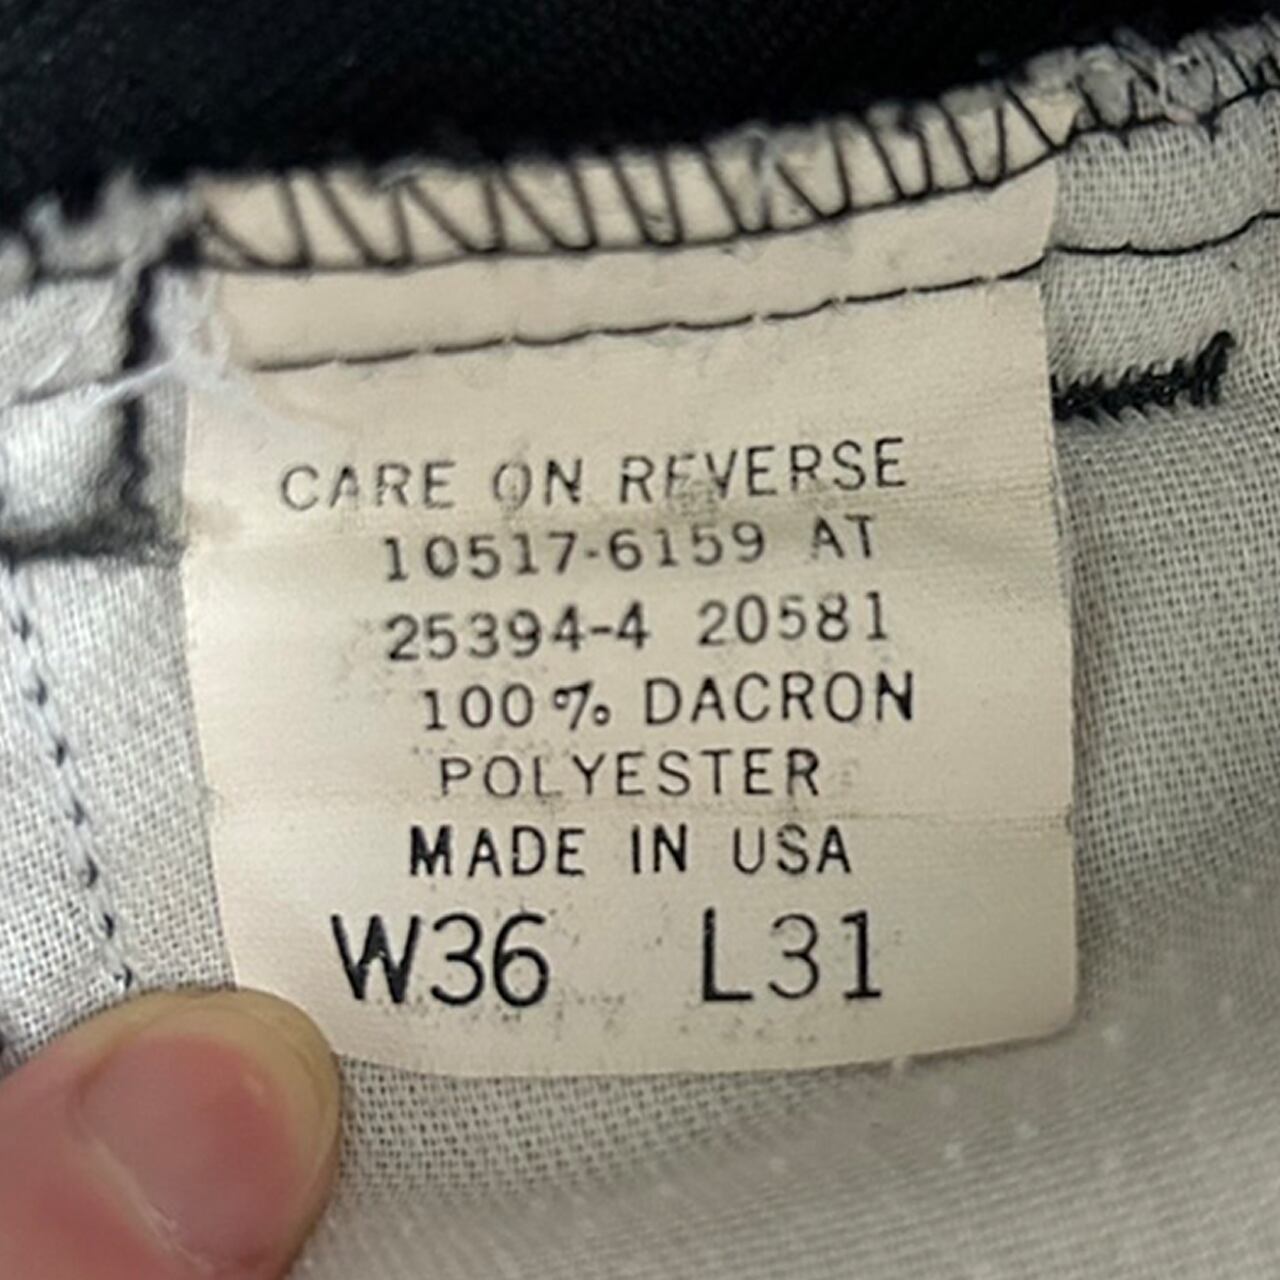 CARE ON REVERSE
10517-6159 AT
25394-4 20581
100% DACRON
POLYESTER
MADE IN USA
W36 L31